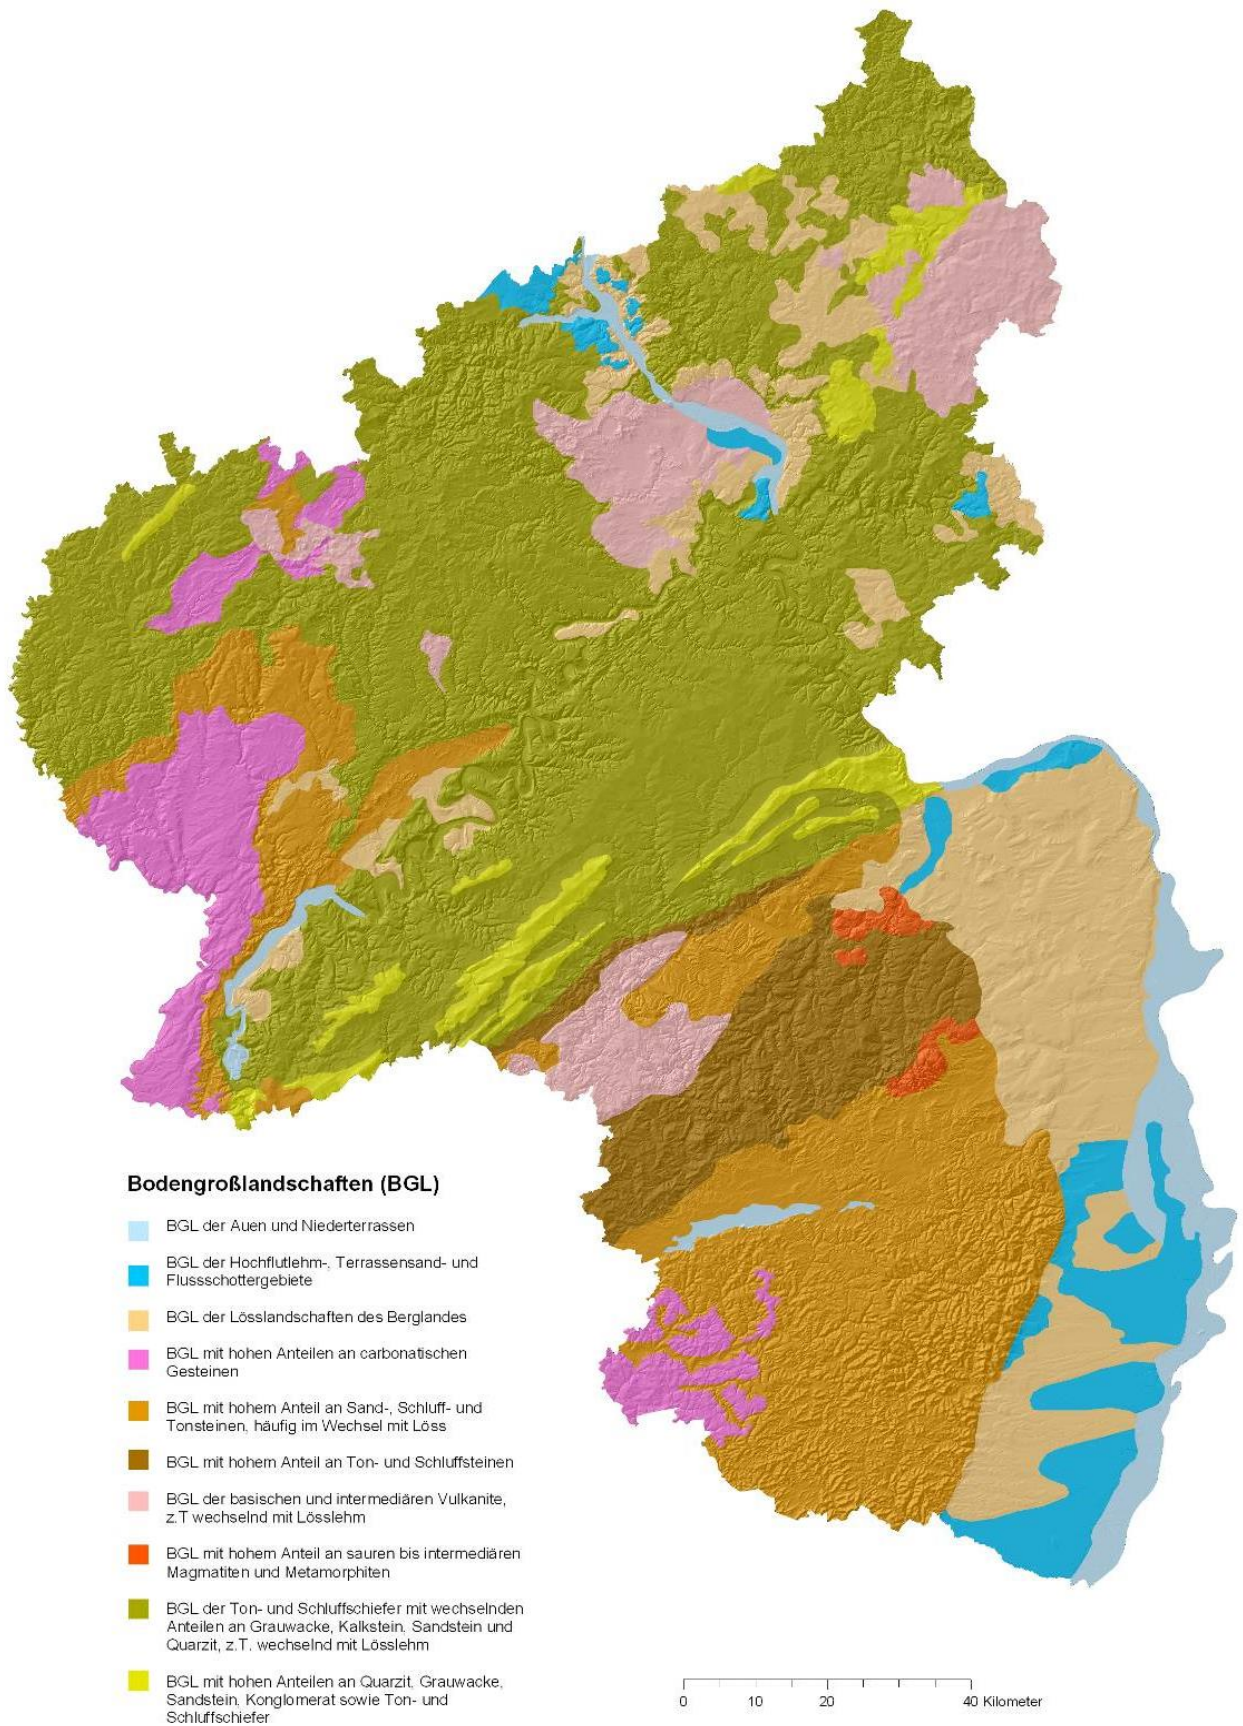 Bodengroßlandschaften (BGL)
BGL der Auen und Niederterrassen
BGL der Hochflutlehm-, Terrassensand- und
Flussschottergebiete
BGL der Lösslandschaften des Berglandes
BGL mit hohen Anteilen an carbonatischen
Gesteinen
BGL mit hohem Anteil an Sand-, Schluff- und
Tonsteinen, häufig im Wechsel mit Löss
BGL mit hohem Anteil an Ton- und Schluffsteinen
BGL der basischen und intermediären Vulkanite,
z.T wechselnd mit Lösslehm
BGL mit hohem Anteil an sauren bis intermediären
Magmatiten und Metamorphiten
BGL der Ton- und Schluffschiefer mit wechselnden
Anteilen an Grauwacke, Kalkstein, Sandstein und
Quarzit, z.T. wechselnd mit Lösslehm
BGL mit hohen Anteilen an Quarzit, Grauwacke,
Sandstein, Konglomerat sowie Ton- und
Schluffschiefer
0 10 20 40 Kilometer